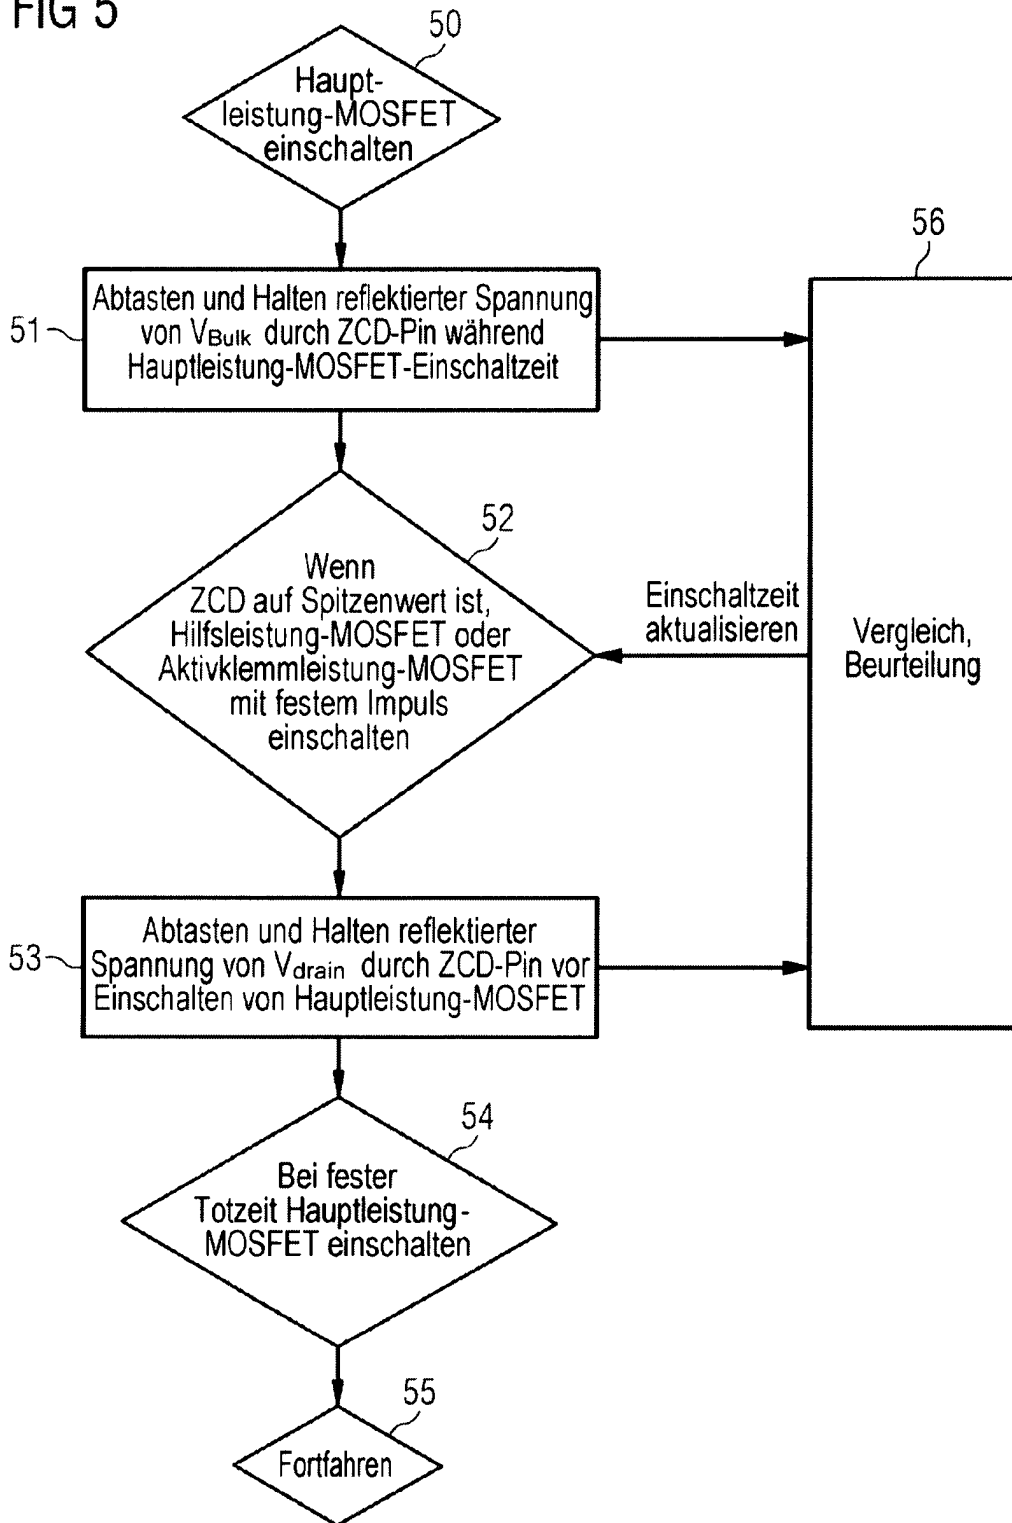 FIG 5
50
Haupt-
leistung-MOSFET
einschalten
51
Abtasten und Halten reflektierter Spannung
von VBulk durch ZCD-Pin während
Hauptleistung-MOSFET-Einschaltzeit
56
52
Wenn
ZCD auf Spitzenwert ist,
Hilfsleistung-MOSFET oder
Aktivklemmleistung-MOSFET
mit festem Impuls
einschalten
Einschaltzeit
aktualisieren
Vergleich,
Beurteilung
53
Abtasten und Halten reflektierter
Spannung von Vdrain durch ZCD-Pin vor
Einschalten von Hauptleistung-MOSFET
54
Bei fester
Totzeit Hauptleistung-
MOSFET einschalten
55
Fortfahren